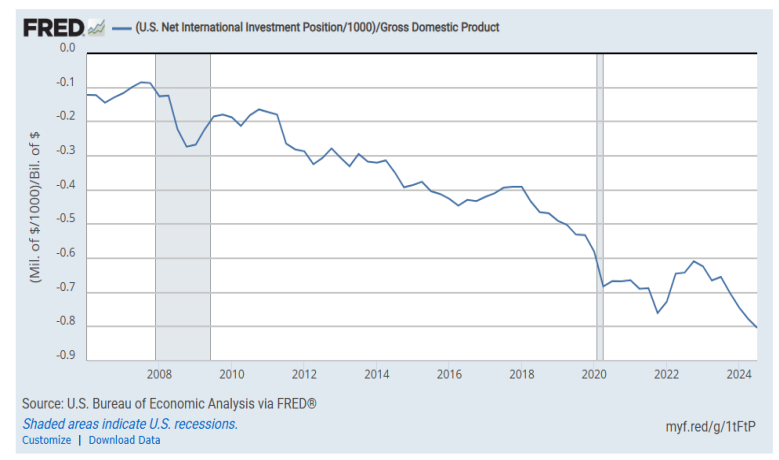 FRED (U.S. Net International Investment Position/1000)/Gross Domestic Product
0.0
-0.1
-0.2
-0.3
-0.4
-0.5
-0.6
-0.7
-0.8
-0.9
(Mil. of $/1000)/Bil. of $
2008 2010 2012 2014 2016 2018 2020 2022 2024
Source: U.S. Bureau of Economic Analysis via FRED®
Shaded areas indicate U.S. recessions.
myf.red/g/1tFtP
Customize | Download Data